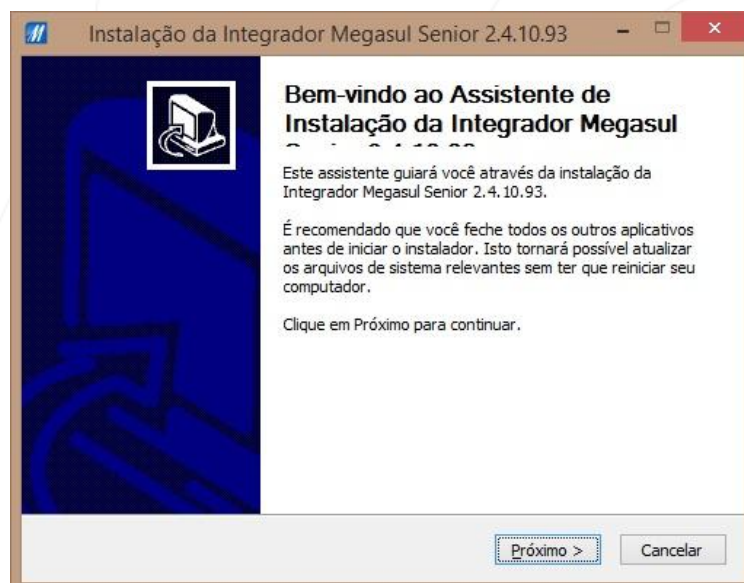 Instalação da Integrador Megasul Senior 2.4.10.93
Bem-vindo ao Assistente de
Instalação da Integrador Megasul
Este assistente guiará você através da instalação da
Integrador Megasul Senior 2.4.10.93.
É recomendado que você feche todos os outros aplicativos
antes de iniciar o instalador. Isto tornará possível atualizar
os arquivos de sistema relevantes sem ter que reiniciar seu
computador.
Clique em Próximo para continuar.
Próximo >
Cancelar